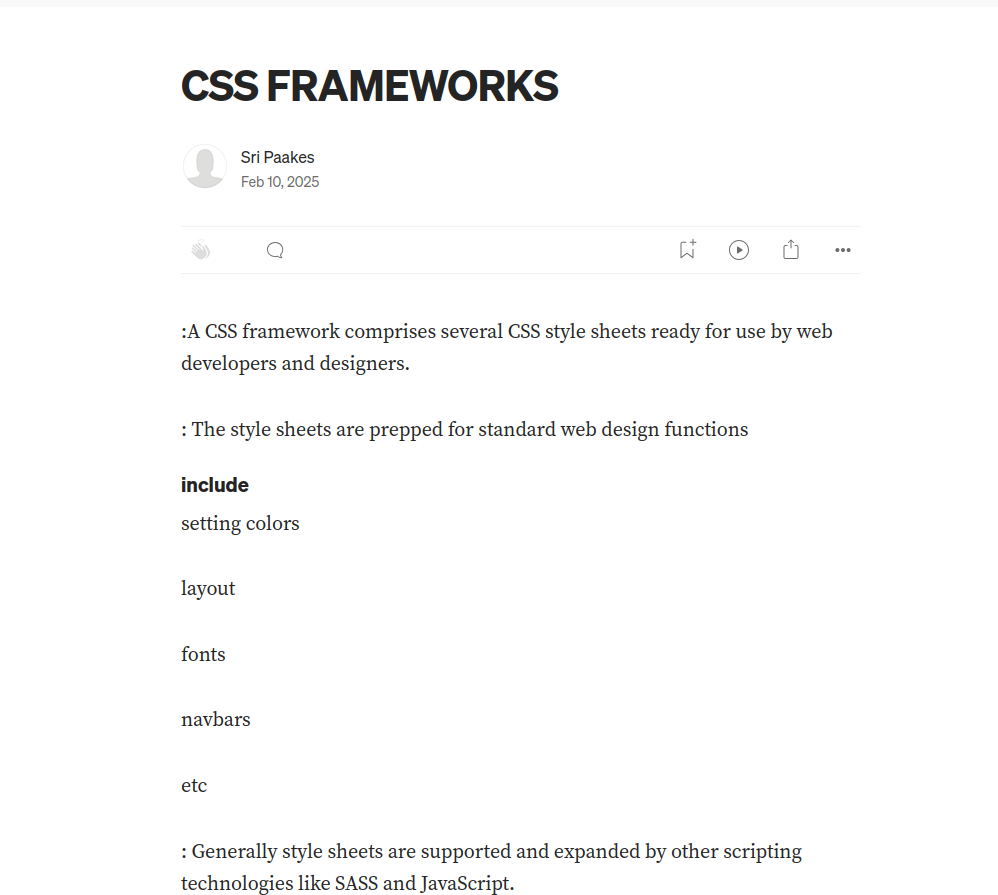 CSS FRAMEWORKS
Sri Paakes
Feb 10, 2025
:A CSS framework comprises several CSS style sheets ready for use by web
developers and designers.
: The style sheets are prepped for standard web design functions
include
setting colors
layout
fonts
navbars
etc
: Generally style sheets are supported and expanded by other scripting
technologies like SASS and JavaScript.